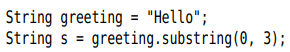 String greeting = "Hello";
String s = greeting.substring(0, 3);